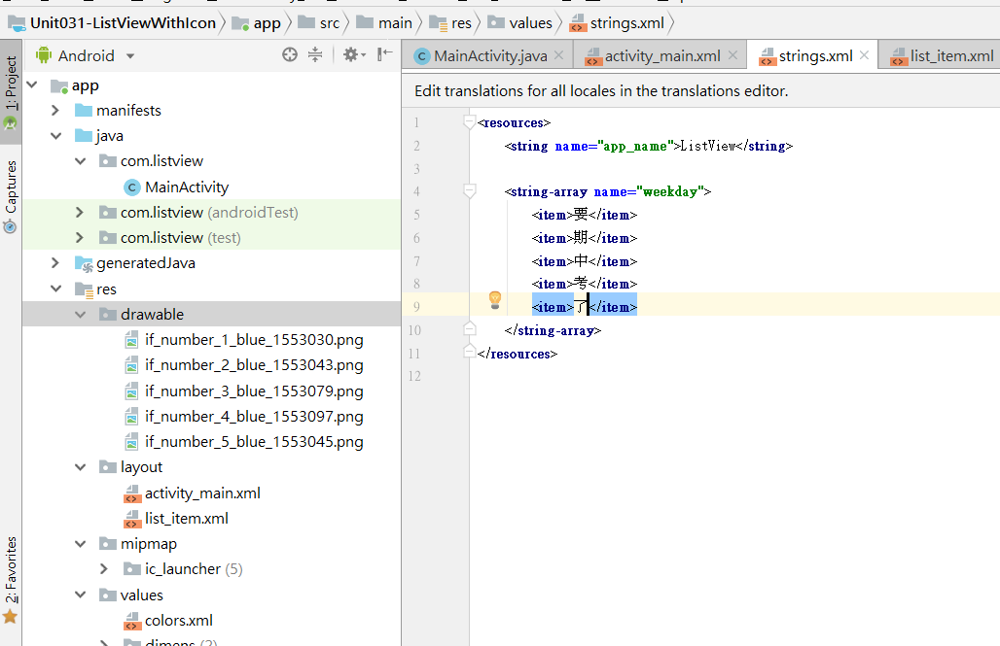 Unit031-ListViewWithIcon app src main res values strings.xml
1: Project
Captures
2: Favorites
Android
app
manifests
java
com.listview
MainActivity
com.listview (androidTest)
com.listview (test)
generatedJava
res
drawable
if_number_1_blue_1553030.png
if_number_2_blue_1553043.png
if_number_3_blue_1553079.png
if_number_4_blue_1553097.png
if_number_5_blue_1553045.png
layout
activity_main.xml
list_item.xml
mipmap
ic_launcher (5)
values
colors.xml
dimens (2)
MainActivity.java activity_main.xml strings.xml list_item.xml
Edit translations for all locales in the translations editor.
1 <resources>
2 <string name="app_name">ListView</string>
3
4 <string-array name="weekday">
5 <item>要</item>
6 <item>期</item>
7 <item>中</item>
8 <item>考</item>
9 <item>了</item>
10 </string-array>
11 </resources>
12